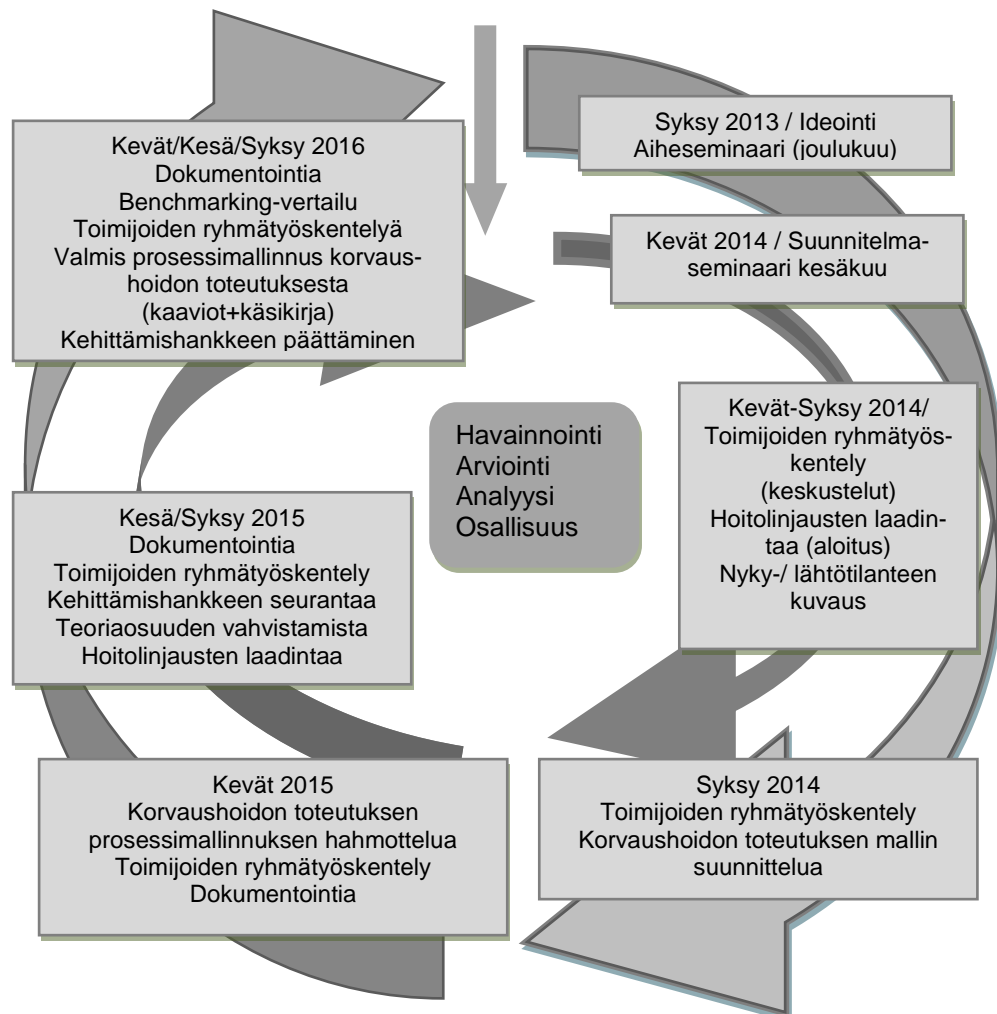 Syksy 2013 / Ideointi
Aiheseminaari (joulukuu)
Kevät 2014 / Suunnitelma-
seminaari kesäkuu
Kevät-Syksy 2014/
Toimijoiden ryhmätyös-
kentely
(keskustelut)
Hoitolinjausten laadin-
taa (aloitus)
Nyky-/ lähtötilanteen
kuvaus
Syksy 2014
Toimijoiden ryhmätyöskentely
Korvaushoidon toteutuksen mallin
suunnittelua
Kevät 2015
Korvaushoidon toteutuksen
prosessimallinnuksen hahmottelua
Toimijoiden ryhmätyöskentely
Dokumentointia
Kesä/Syksy 2015
Dokumentointia
Toimijoiden ryhmätyöskentely
Kehittämishankkeen seurantaa
Teoriaosuuden vahvistamista
Hoitolinjausten laadintaa
Kevät/Kesä/Syksy 2016
Dokumentointia
Benchmarking-vertailu
Toimijoiden ryhmätyöskentelyä
Valmis prosessimallinnus korvaus-
hoidon toteutuksesta
(kaaviot+käsikirja)
Kehittämishankkeen päättäminen
Havainnointi
Arviointi
Analyysi
Osallisuus